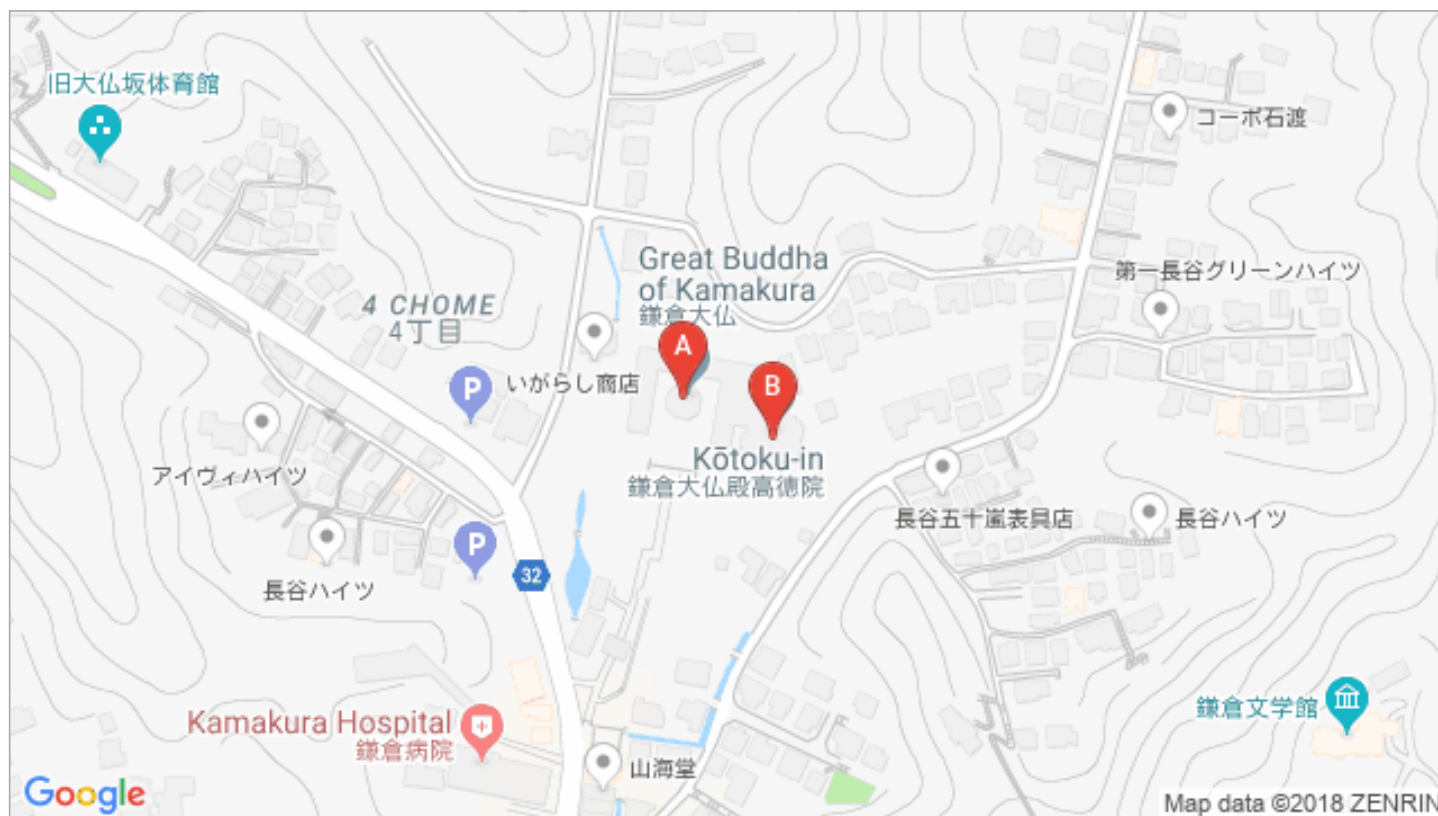 旧大仏坂体育館
コーポ石渡
Great Buddha
of Kamakura
鎌倉大仏
第一長谷グリーンハイツ
4 CHOME
4丁目
A
B
P
いがらし商店
Kōtoku-in
鎌倉大仏殿高徳院
アイヴィハイツ
長谷五十嵐表具店
長谷ハイツ
P
32
長谷ハイツ
Kamakura Hospital
鎌倉病院
鎌倉文学館
山海堂
Google
Map data ©2018 ZENRIN